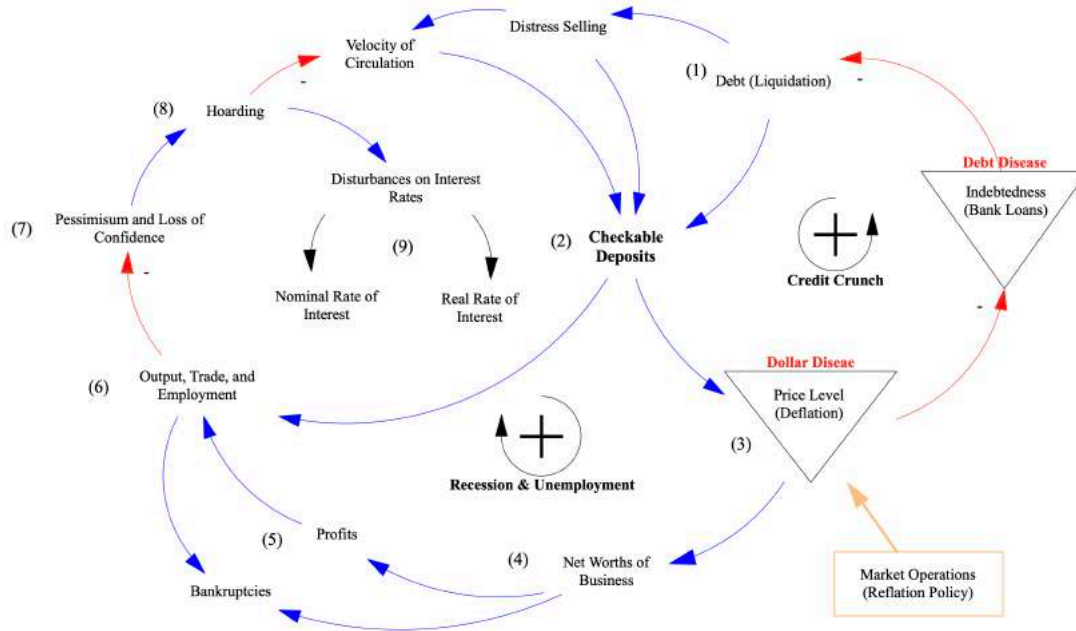 Distress Selling
Velocity of
Circulation
(1)
Debt (Liquidation)
-
-
(8)
Hoarding
Debt Disease
Indebtedness
(Bank Loans)
Disturbances on Interest
Rates
(7)
Pessimisum and Loss of
Confidence
(9)
(2)
Checkable
Deposits
Credit Crunch
-
-
Nominal Rate of
Interest
Real Rate of
Interest
Dollar Diseae
Price Level
(Deflation)
(6)
Output, Trade, and
Employment
(3)
Recession & Unemployment
(5)
Profits
(4)
Net Worths of
Business
Bankruptcies
Market Operations
(Reflation Policy)